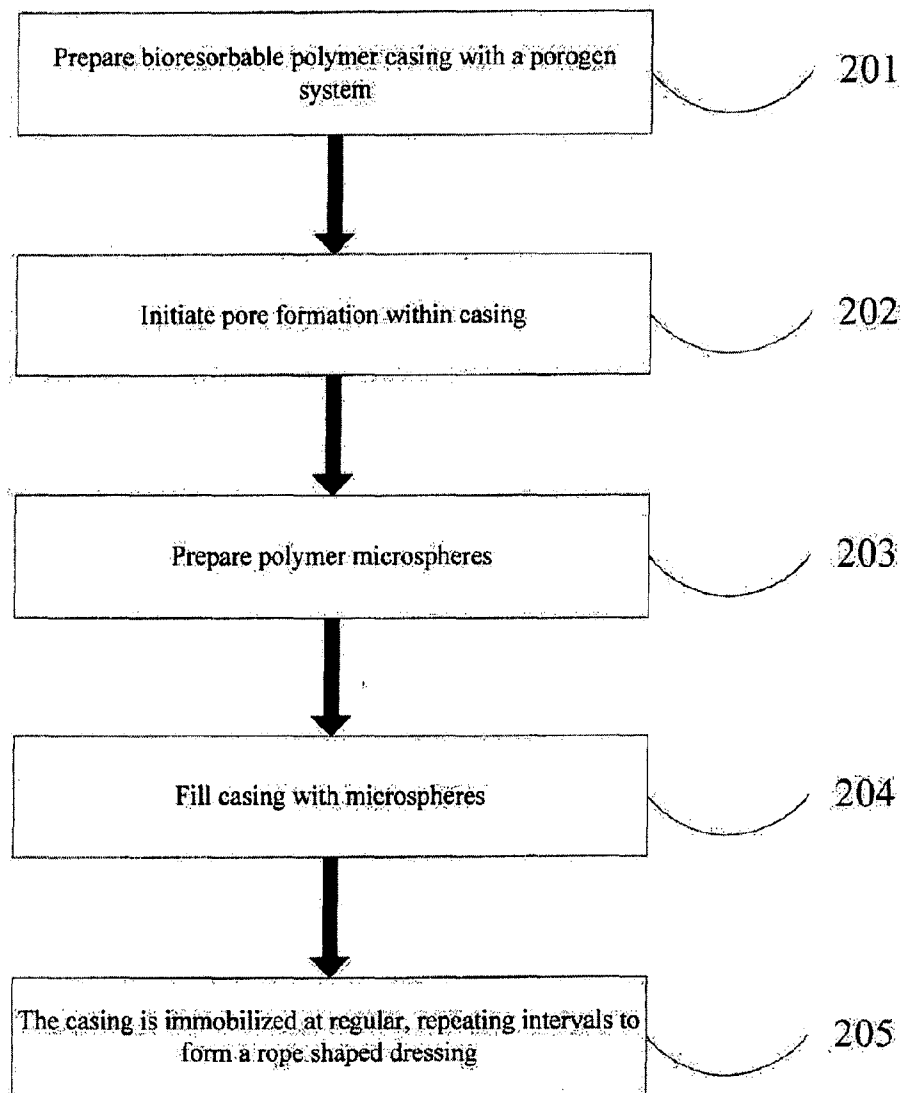 Prepare bioresorbable polymer casing with a porogen
system
201
Initiate pore formation within casing
202
Prepare polymer microspheres
203
Fill casing with microspheres
204
The casing is immobilized at regular, repeating intervals to
form a rope shaped dressing
205